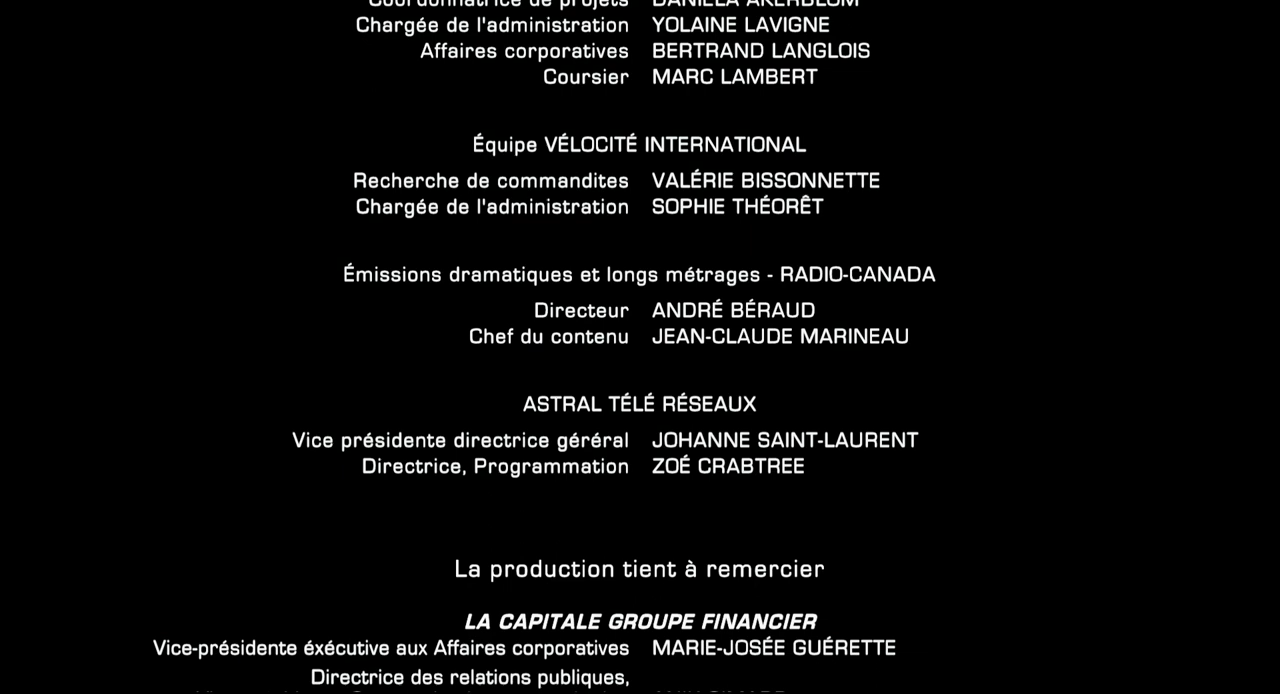 Coordonnatrice de projets DANIELA AKERBLOM
Chargée de l'administration YOLAINE LAVIGNE
Affaires corporatives BERTRAND LANGLOIS
Coursier MARC LAMBERT
Équipe VÉLOCITÉ INTERNATIONAL
Recherche de commandites VALÉRIE BISSONNETTE
Chargée de l'administration SOPHIE THÉORÊT
Émissions dramatiques et longs métrages - RADIO-CANADA
Directeur ANDRÉ BÉRAUD
Chef du contenu JEAN-CLAUDE MARINEAU
ASTRAL TÉLÉ RÉSEAUX
Vice présidente directrice géréral JOHANNE SAINT-LAURENT
Directrice, Programmation ZOÉ CRABTREE
La production tient à remercier
LA CAPITALE GROUPE FINANCIER
Vice-présidente éxécutive aux Affaires corporatives MARIE-JOSÉE GUÉRETTE
Directrice des relations publiques,